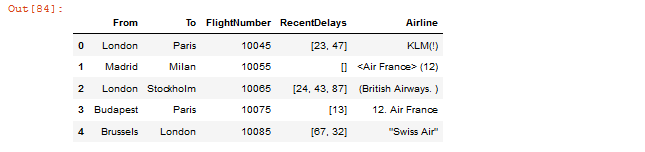 Out[84]:
From To FlightNumber RecentDelays Airline
0 London Paris 10045 [23, 47] KLM(!)
1 Madrid Milan 10055 [] <Air France> (12)
2 London Stockholm 10065 [24, 43, 87] (British Airways. )
3 Budapest Paris 10075 [13] 12. Air France
4 Brussels London 10085 [67, 32] "Swiss Air"